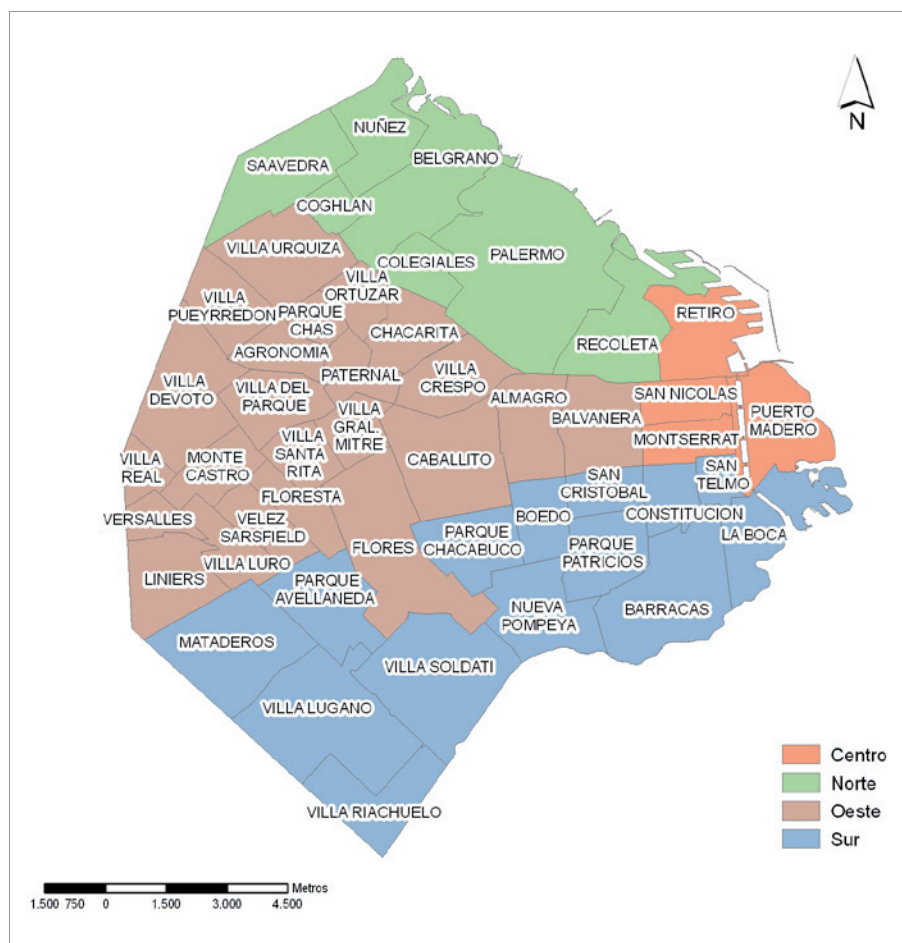 N
NUÑEZ
SAAVEDRA
BELGRANO
COGHLAN
VILLA URQUIZA
COLEGIALES
PALERMO
VILLA
ORTUZAR
VILLA
PUEYRREDON
PARQUE
CHAS
CHACARITA
RETIRO
AGRONOMIA
RECOLETA
PATERNAL
VILLA
CRESPO
VILLA
DEVOTO
VILLA DEL
PARQUE
ALMAGRO
SAN NICOLAS
BALVANERA
PUERTO
MADERO
VILLA
GRAL.
MITRE
MONTSERRAT
VILLA
SANTA
RITA
VILLA
REAL
MONTE
CASTRO
CABALLITO
SAN
TELMO
SAN
CRISTOBAL
FLORESTA
VERSALLES
VELEZ
SARSFIELD
BOEDO
CONSTITUCION
LA BOCA
PARQUE
CHACABUCO
FLORES
PARQUE
PATRICIOS
VILLA LURO
LINIERS
PARQUE
AVELLANEDA
NUEVA
POMPEYA
BARRACAS
MATADEROS
VILLA SOLDATI
VILLA LUGANO
VILLA RIACHUELO
Centro
Norte
Oeste
Sur
Metros
1.500 750 0 1.500 3.000 4.500